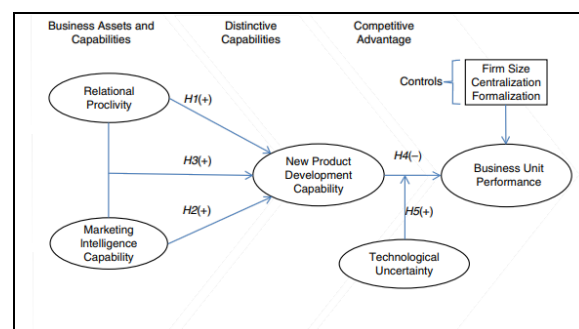 Business Assets and
Capabilities
Distinctive
Capabilities
Competitive
Advantage
Relational
Proclivity
H1(+)
Controls
Firm Size
Centralization
Formalization
H3(+)
New Product
Development
Capability
H4(–)
Business Unit
Performance
H2(+)
H5(+)
Marketing
Intelligence
Capability
Technological
Uncertainty